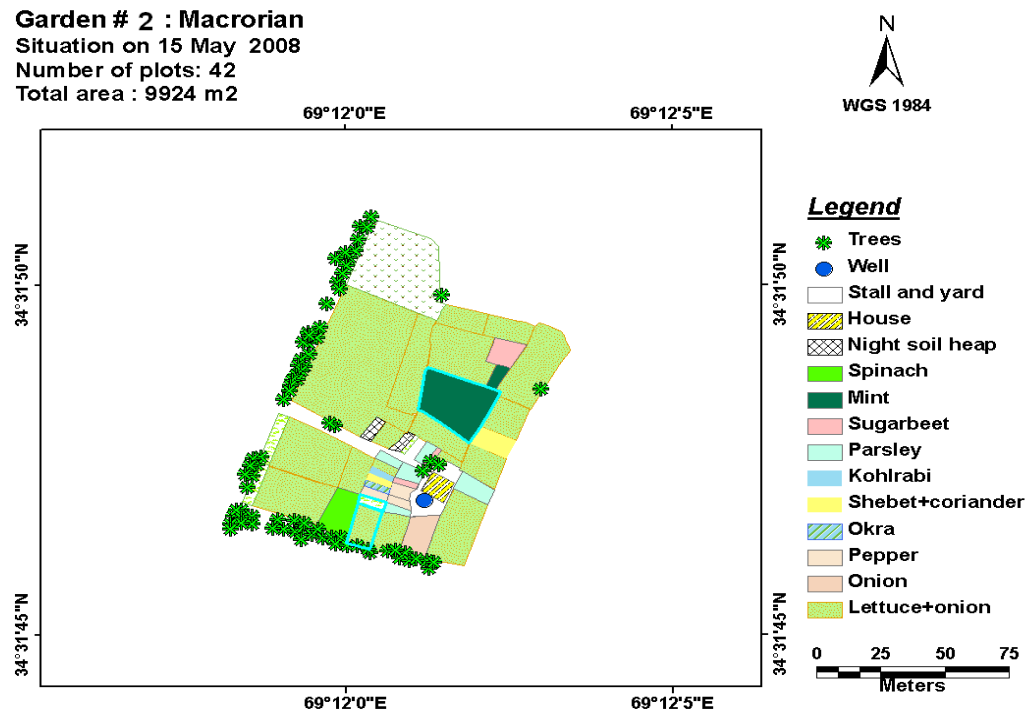 Garden # 2 : Macrorian
Situation on 15 May 2008
Number of plots: 42
Total area : 9924 m2
N
WGS 1984
69°12'0"E
69°12'5"E
34°31'50"N
34°31'50"N
34°31'45"N
34°31'45"N
69°12'0"E
69°12'5"E
Legend
Trees
Well
Stall and yard
House
Night soil heap
Spinach
Mint
Sugarbeet
Parsley
Kohlrabi
Shebet+coriander
Okra
Pepper
Onion
Lettuce+onion
0 25 50 75
Meters